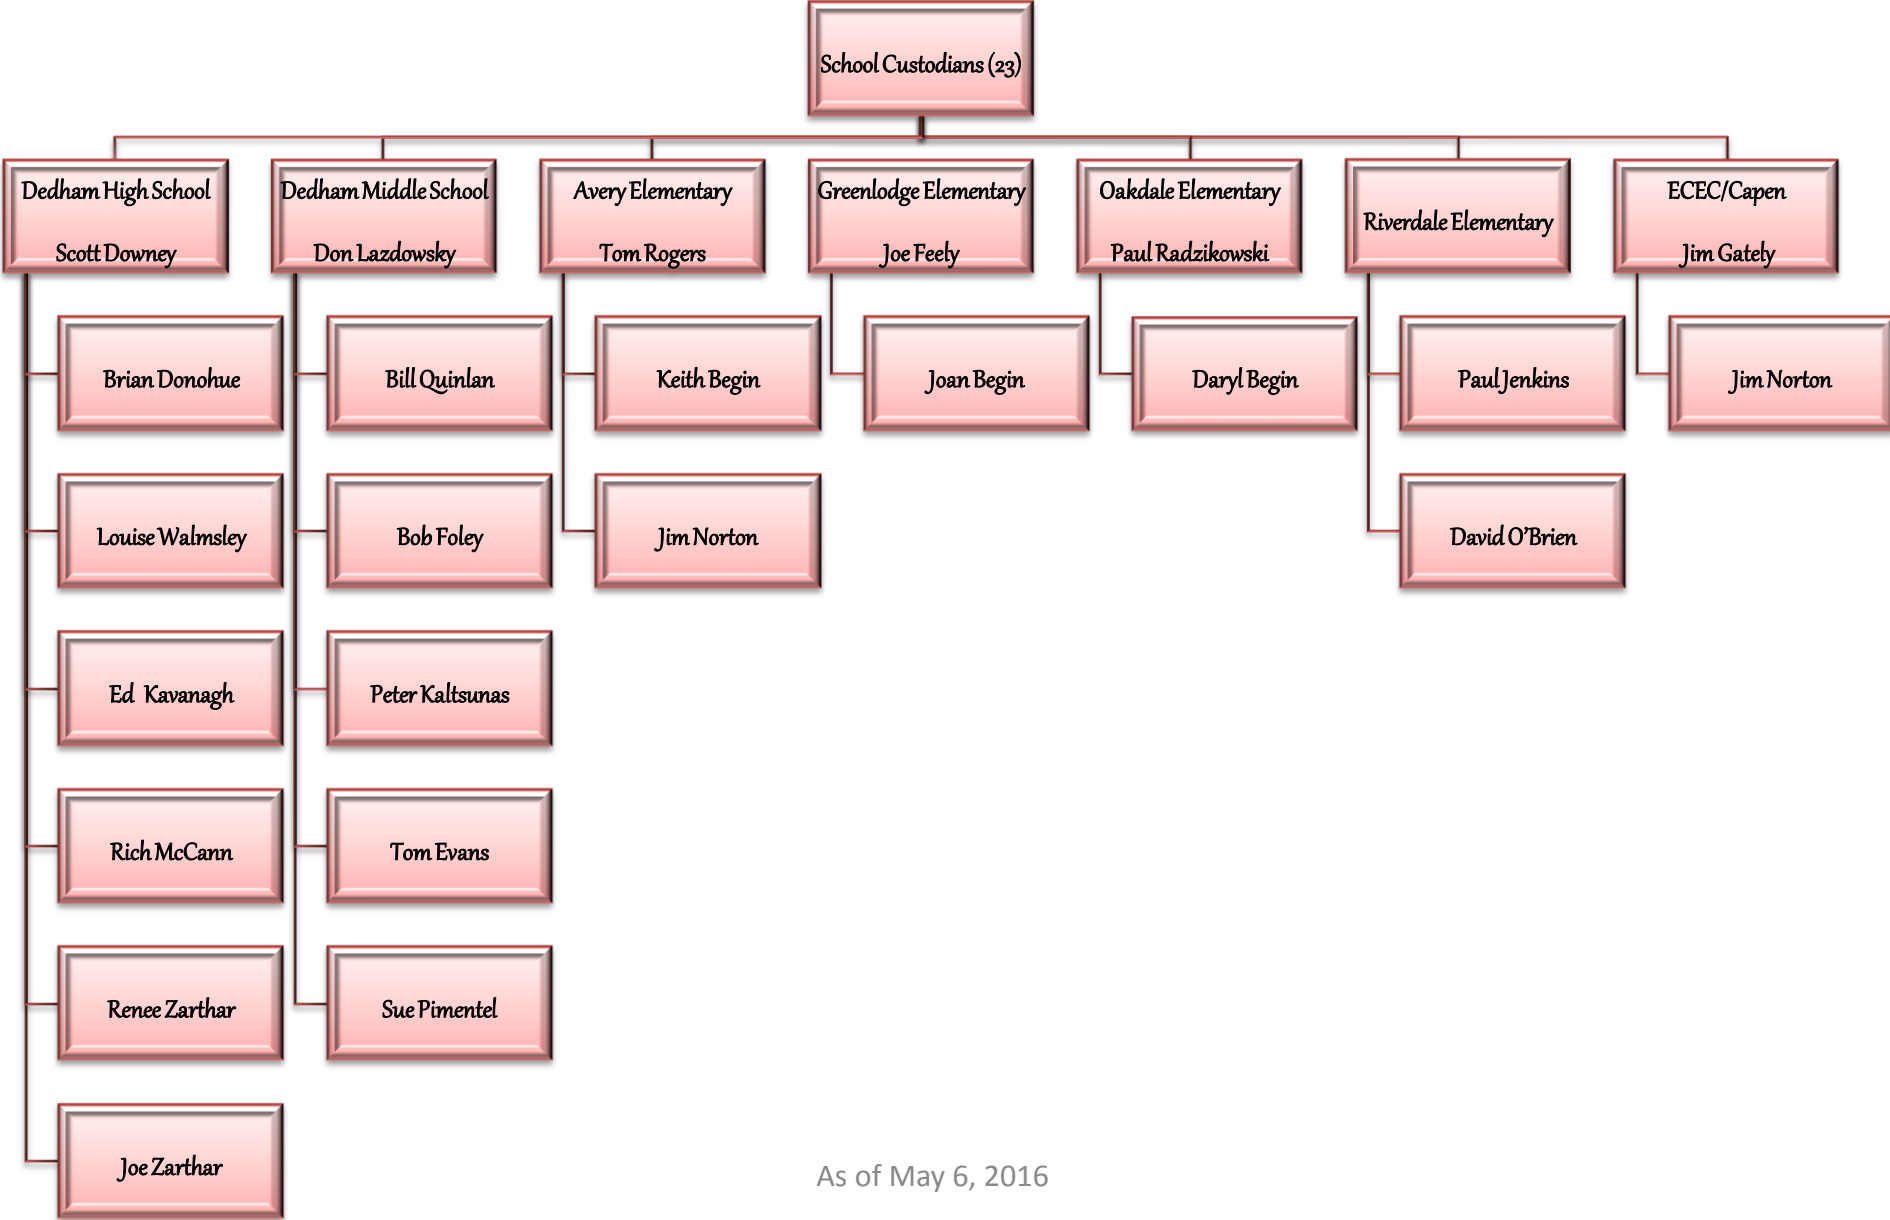 School Custodians (23)
Dedham High School
Scott Downey
Brian Donohue
Louise Walmsley
Ed  Kavanagh
Rich McCann
Renee Zarthar
Joe Zarthar
Dedham Middle School
Don Lazdowsky
Bill Quinlan
Bob Foley
Peter Kaltsunas
Tom Evans
Sue Pimentel
Avery Elementary
Tom Rogers
Keith Begin
Jim Norton
Greenlodge Elementary
Joe Feely
Joan Begin
Oakdale Elementary
Paul Radzikowski
Daryl Begin
Riverdale Elementary
Paul Jenkins
David O’Brien
ECEC/Capen
Jim Gately
Jim Norton
As of May 6, 2016